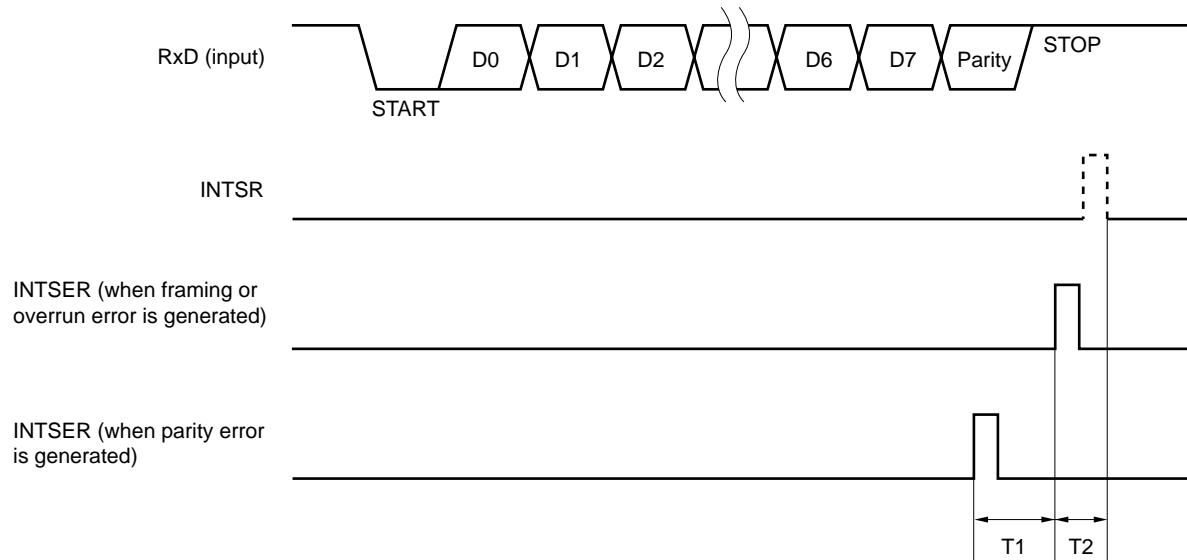 RxD (input)
D0
D1
D2
D6
D7
Parity
STOP
START
INTSR
INTSER (when framing or
overrun error is generated)
INTSER (when parity error
is generated)
T1
T2